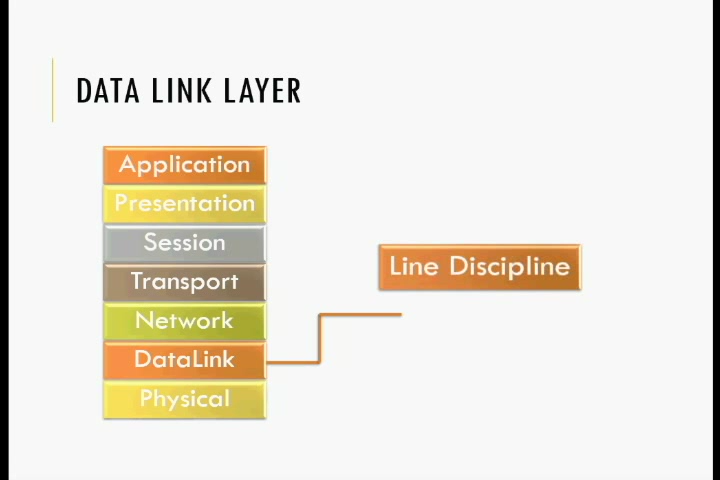 DATA LINK LAYER
Application
Presentation
Session
Transport
Network
DataLink
Physical
Line Discipline